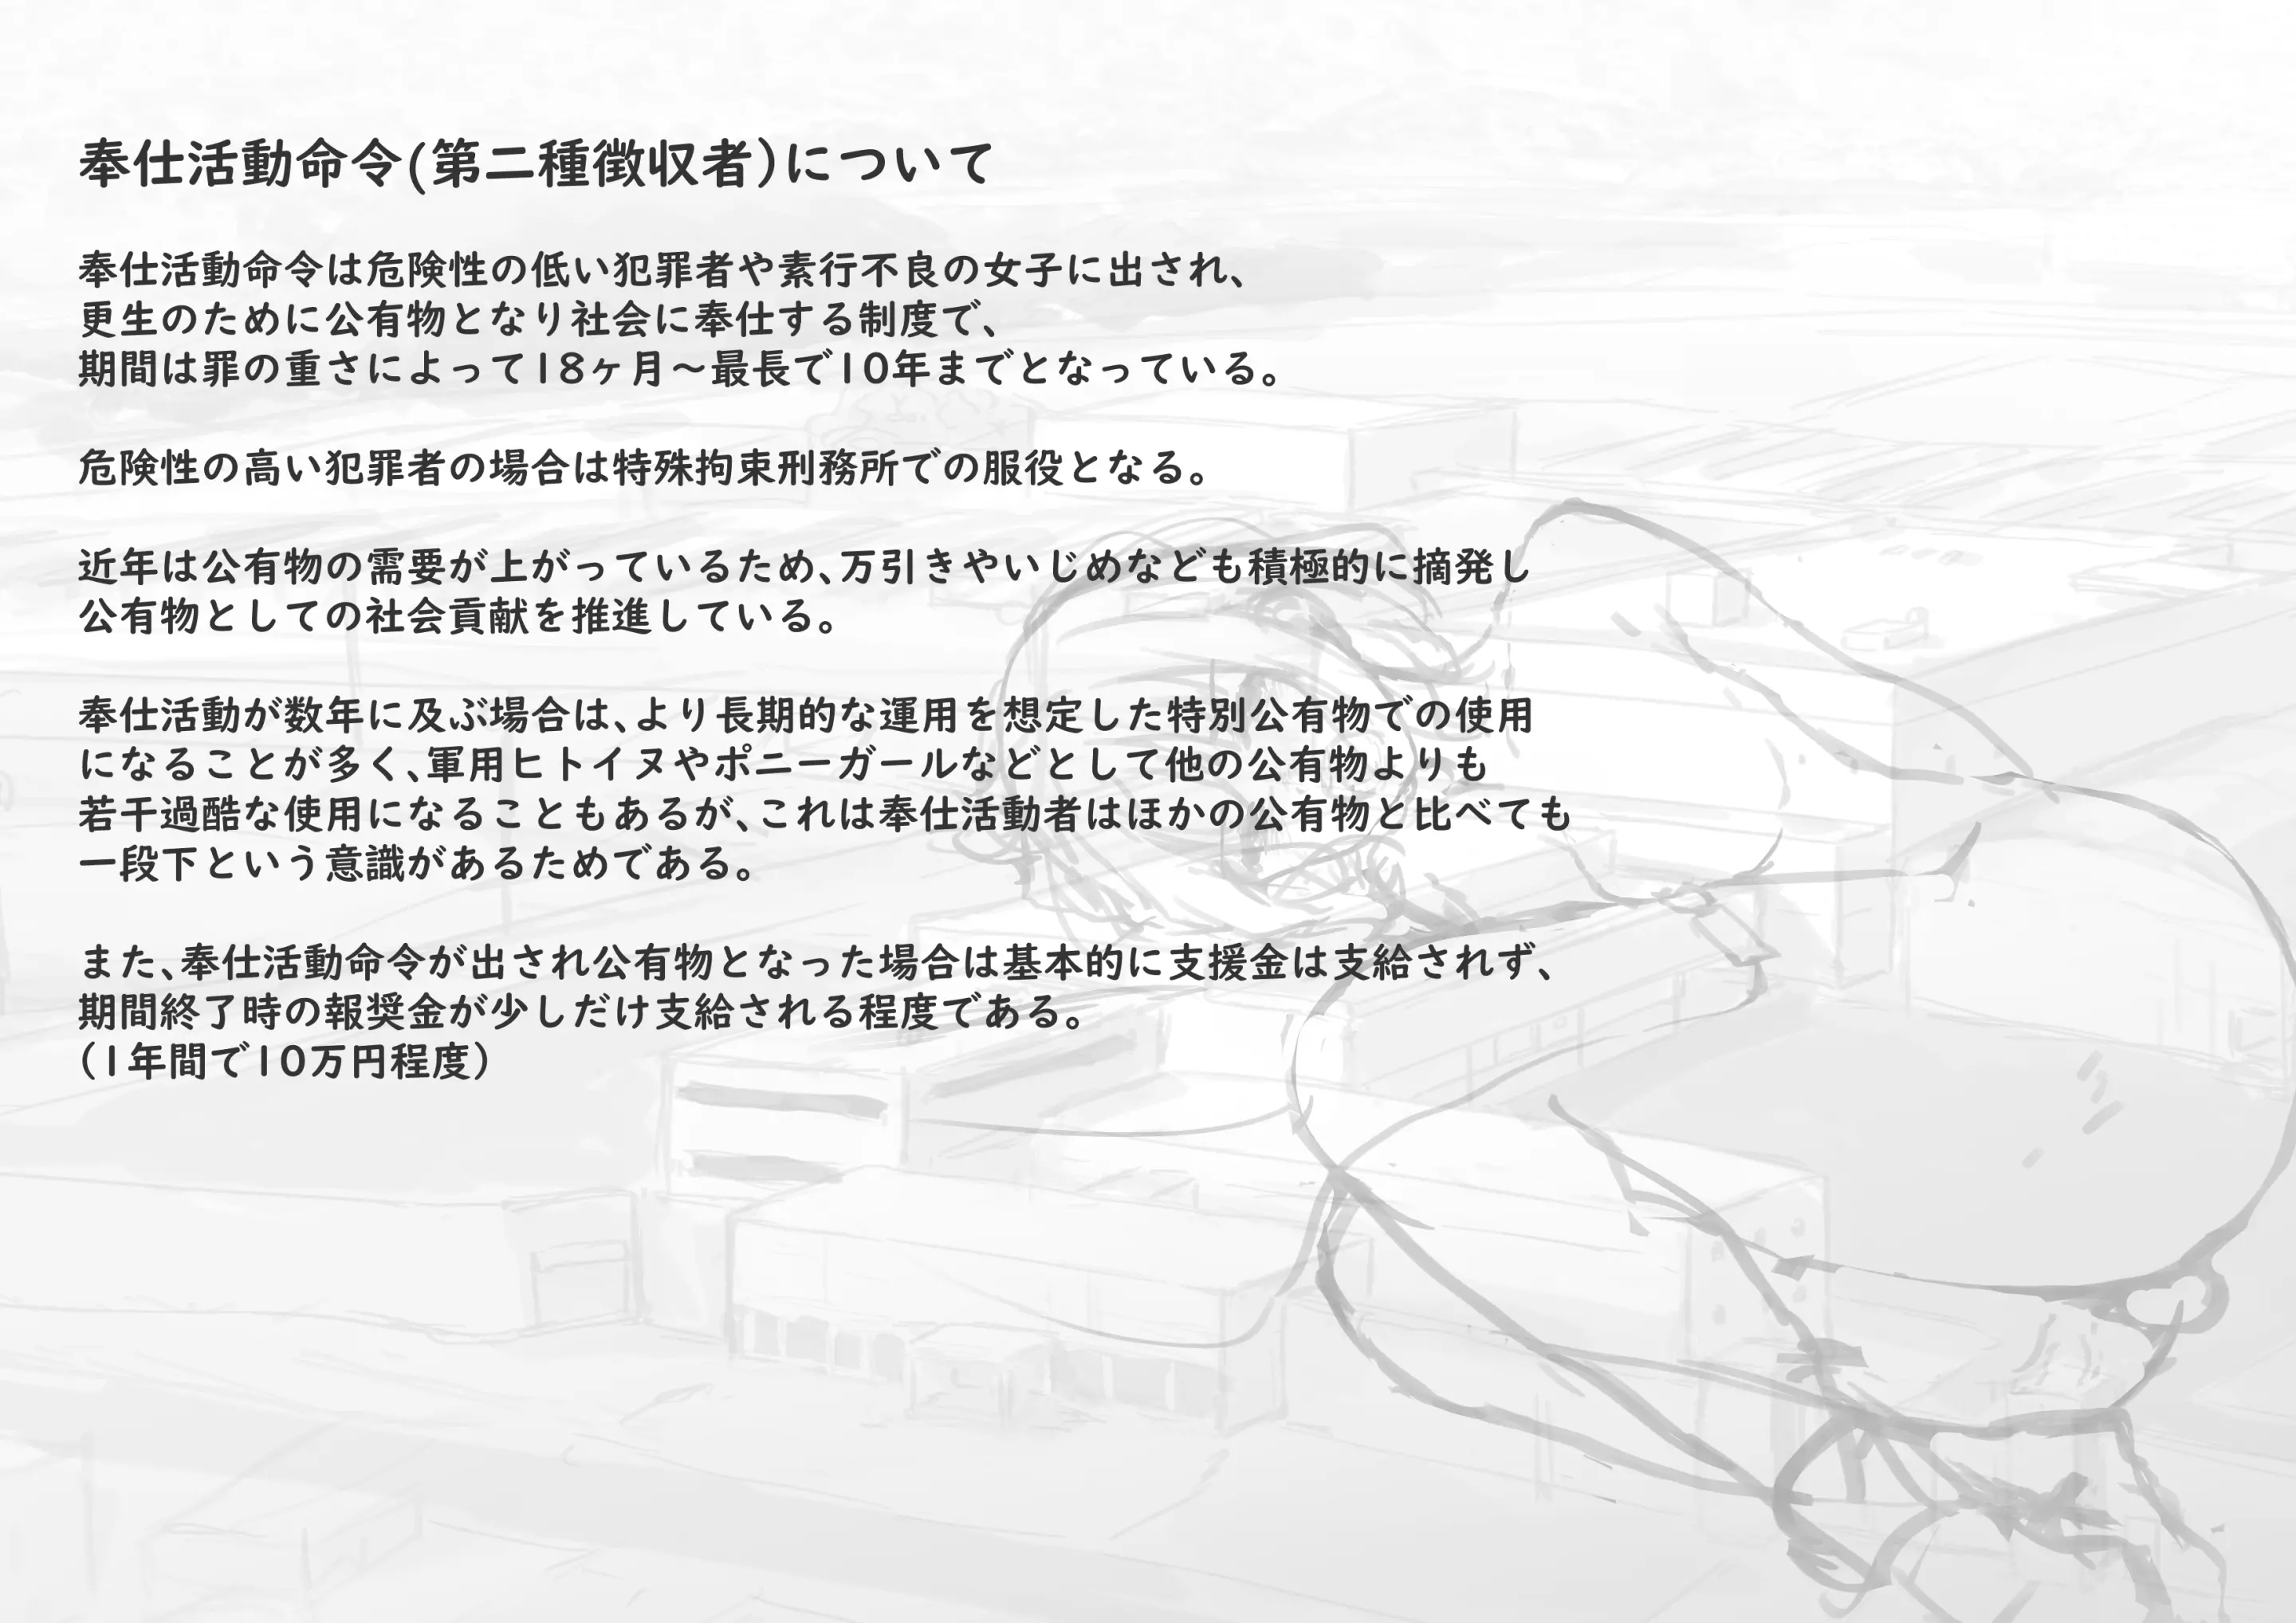 奉仕活動命令(第二種徴収者)について
奉仕活動命令は危険性の低い犯罪者や素行不良の女子に出され、
更生のために公有物となり社会に奉仕する制度で、
期間は罪の重さによって18ヶ月～最長で10年までとなっている。
危険性の高い犯罪者の場合は特殊拘束刑務所での服役となる。
近年は公有物の需要が上がっているため、万引きやいじめなども積極的に摘発し
公有物としての社会貢献を推進している。
奉仕活動が数年に及ぶ場合は、より長期的な運用を想定した特別公有物での使用
になることが多く、軍用ヒトイヌやポニーガールなどとして他の公有物よりも
若干過酷な使用になることもあるが、これは奉仕活動者はほかの公有物と比べても
一段下という意識があるためである。
また、奉仕活動命令が出され公有物となった場合は基本的に支援金は支給されず、
期間終了時の報奨金が少しだけ支給される程度である。
(1年間で10万円程度)